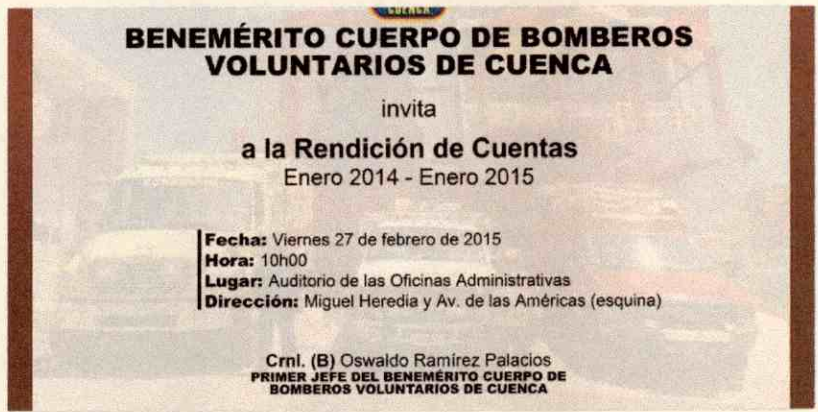 CUENCA
BENEMÉRITO CUERPO DE BOMBEROS
VOLUNTARIOS DE CUENCA
invita
a la Rendición de Cuentas
Enero 2014 - Enero 2015
Fecha: Viernes 27 de febrero de 2015
Hora: 10h00
Lugar: Auditorio de las Oficinas Administrativas
Dirección: Miguel Heredia y Av. de las Américas (esquina)
Crnl. (B) Oswaldo Ramírez Palacios
PRIMER JEFE DEL BENEMÉRITO CUERPO DE
BOMBEROS VOLUNTARIOS DE CUENCA